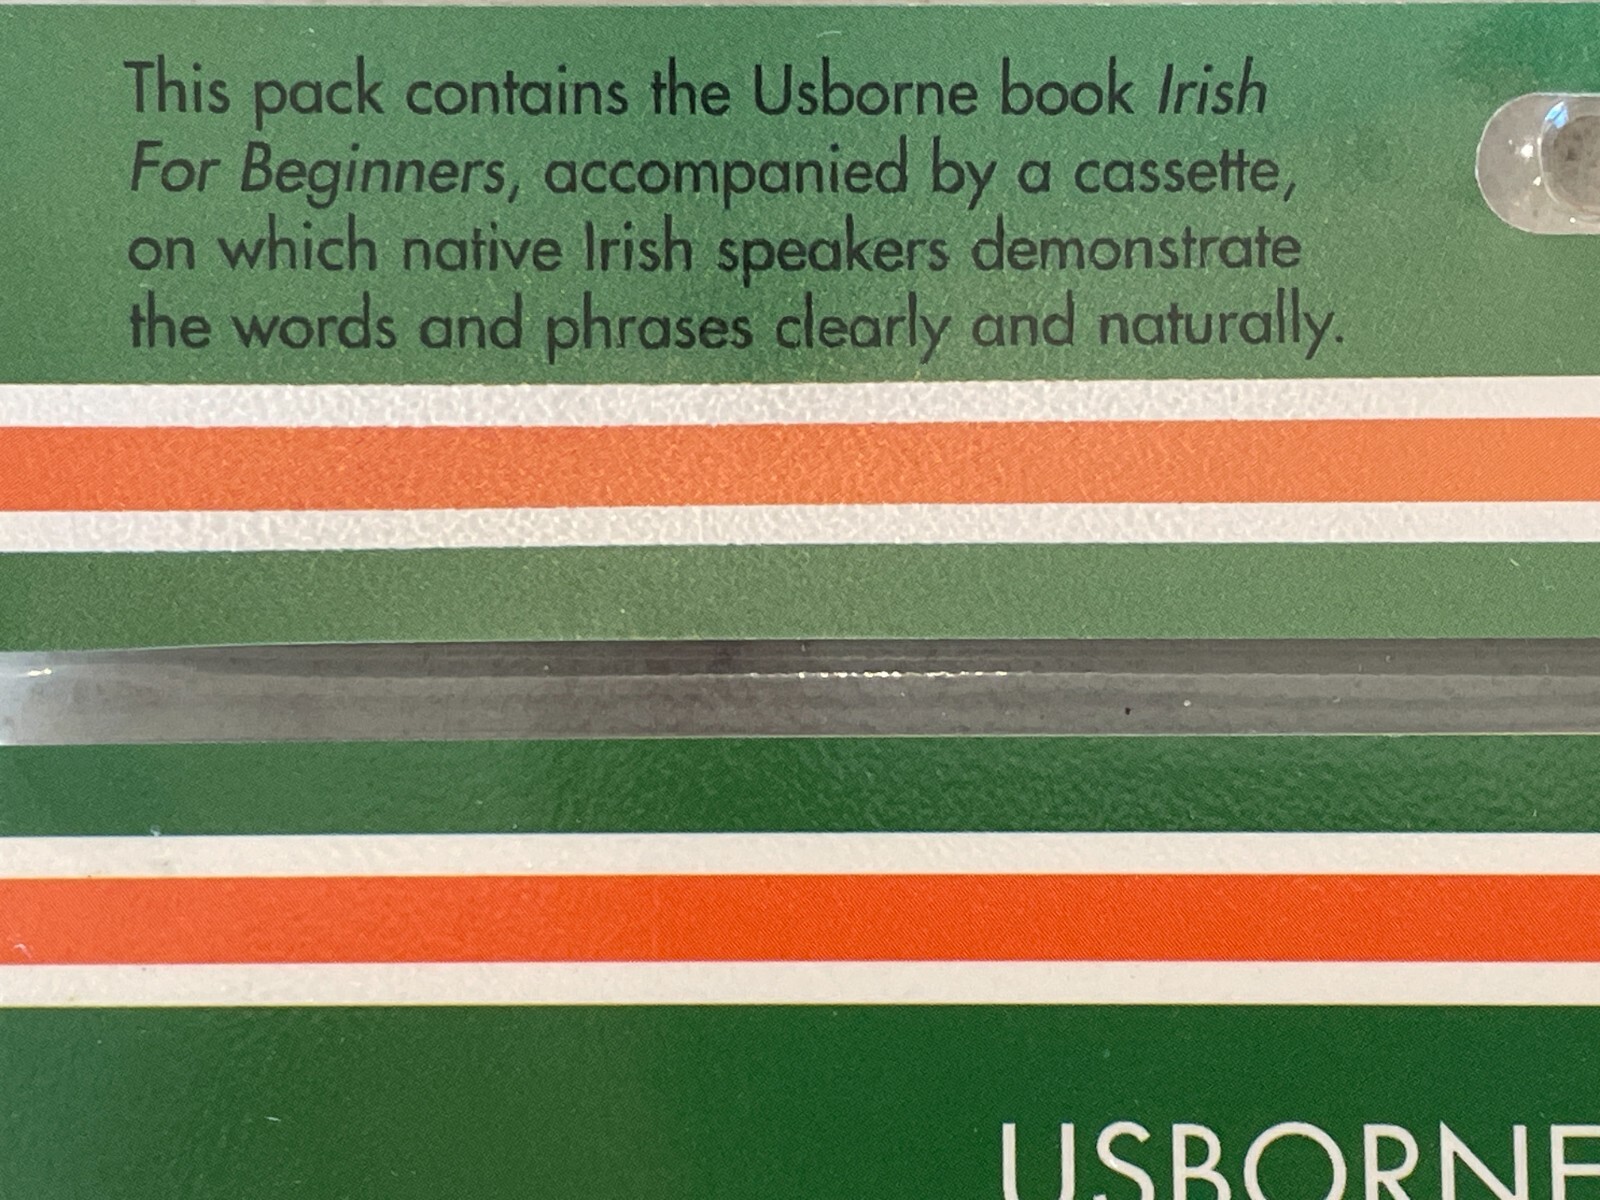 This pack contains the Usborne book Irish
For Beginners, accompanied by a cassette,
on which native Irish speakers demonstrate
the words and phrases clearly and naturally.
USBORNE